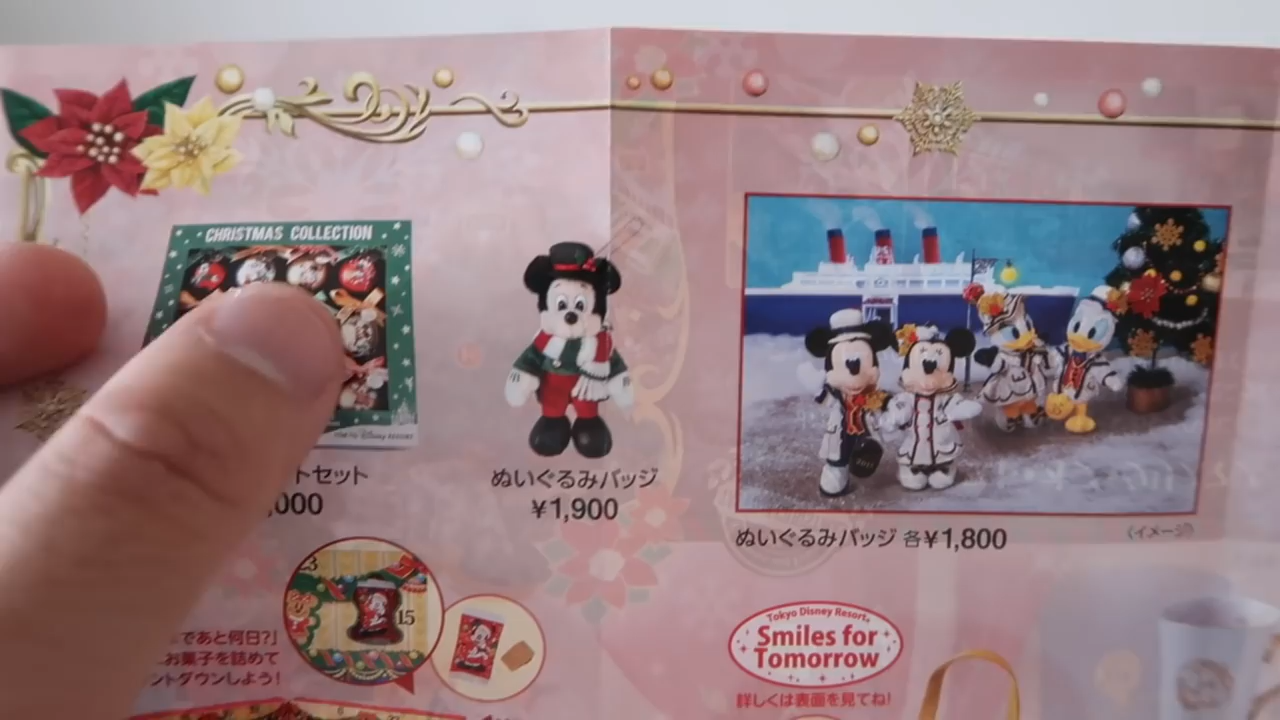 CHRISTMAS COLLECTION
トセット
,000
ぬいぐるみバッジ
¥1,900
ぬいぐるみバッジ 各¥1,800
(イメージ)
15
であと何日?」
お菓子を詰めて
ントダウンしよう!
Tokyo Disney Resort
Smiles for
Tomorrow
詳しくは表面を見てね!